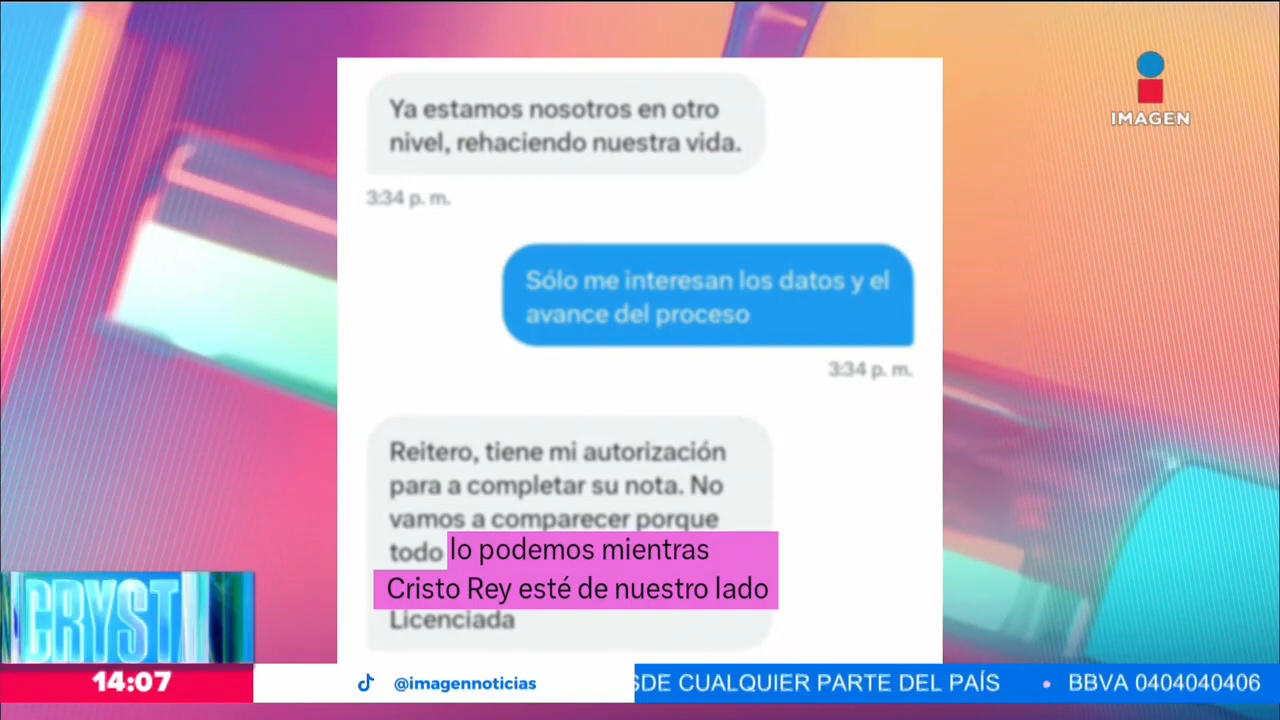 Ya estamos nosotros en otro
nivel, rehaciendo nuestra vida.
3:34 p. m.
Sólo me interesan los datos y el
avance del proceso
3:34 p. m.
Reitero, tiene mi autorización
para a completar su nota. No
vamos a comparecer porque
todo lo podemos mientras
Cristo Rey esté de nuestro lado
Licenciada
IMAGEN
CRYST
14:07
@imagennoticias
DE CUALQUIER PARTE DEL PAÍS • BBVA 0404040406